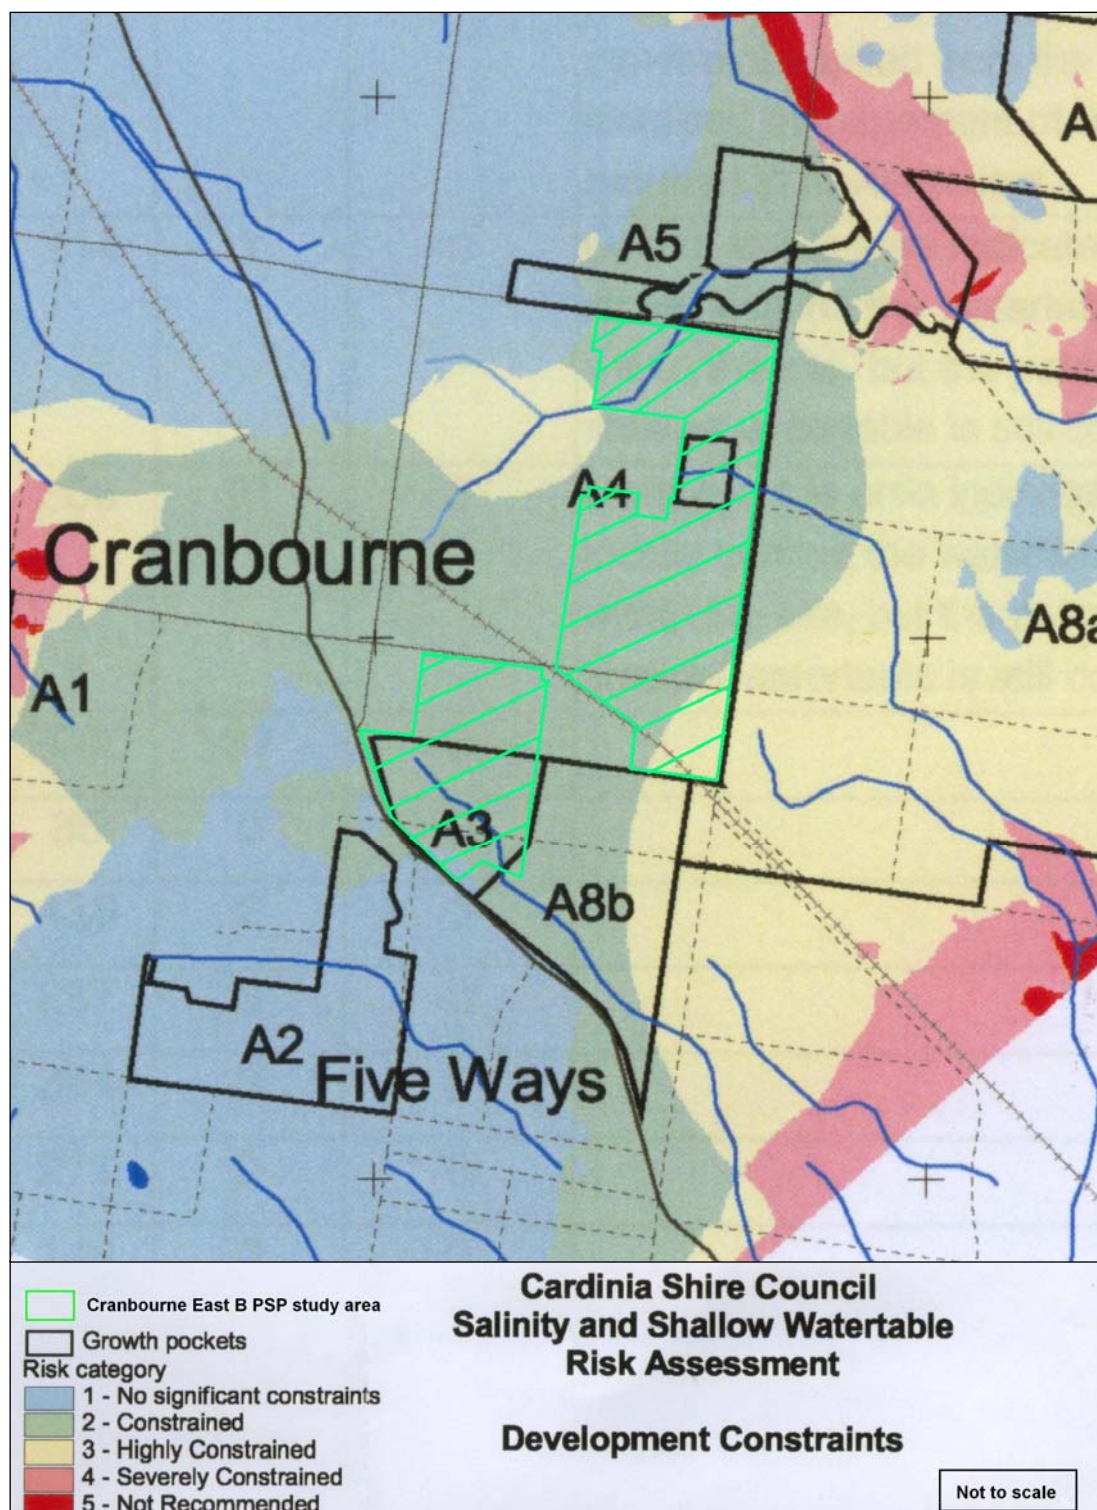 A
A5
A4
Cranbourne
A8a
A1
A3
A8b
A2
Five Ways
Cranbourne East B PSP study area
Growth pockets
Risk category
1 - No significant constraints
2 - Constrained
3 - Highly Constrained
4 - Severely Constrained
5 - Not Recommended
Cardinia Shire Council
Salinity and Shallow Watertable
Risk Assessment
Development Constraints
Not to scale